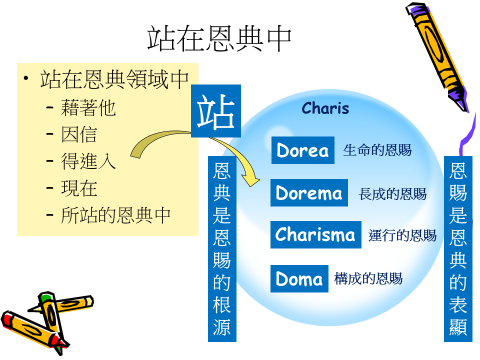 站在恩典中
• 站在恩典領域中
– 藉著他
– 因信
– 得進入
– 現在
– 所站的恩典中
站
Charis
Dorea 生命的恩賜
Dorema 長成的恩賜
Charisma 運行的恩賜
Doma 構成的恩賜
恩典是恩賜的根源
恩賜是恩典的表顯